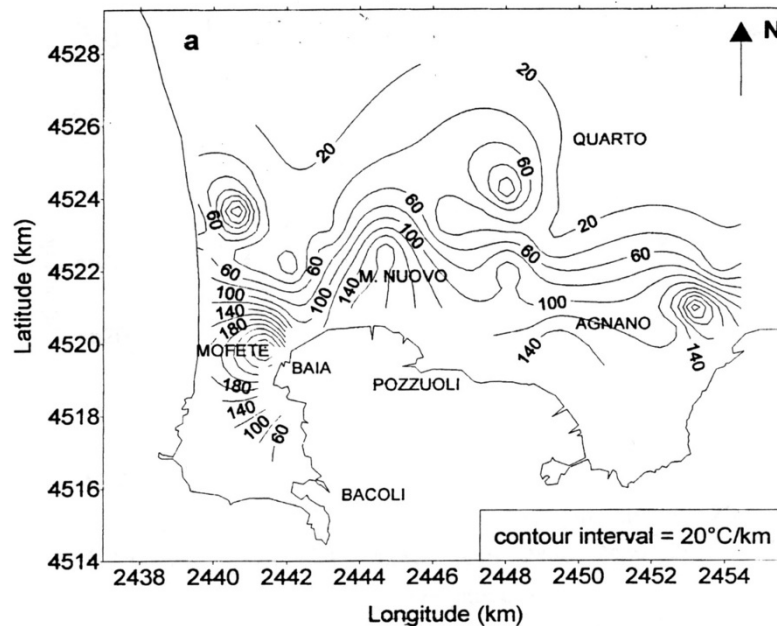 a
N
4528
20
QUARTO
4526
20
60
4524
60
20
60
60
60
60
4522
100
M. NUOVO
100
140
100
140
100
AGNANO
180
4520
MOFETE
BAIA
140
140
180
POZZUOLI
140
4518
100
60
4516
BACOLI
contour interval = 20°C/km
4514
2438 2440 2442 2444 2446 2448 2450 2452 2454
Latitude (km)
Longitude (km)